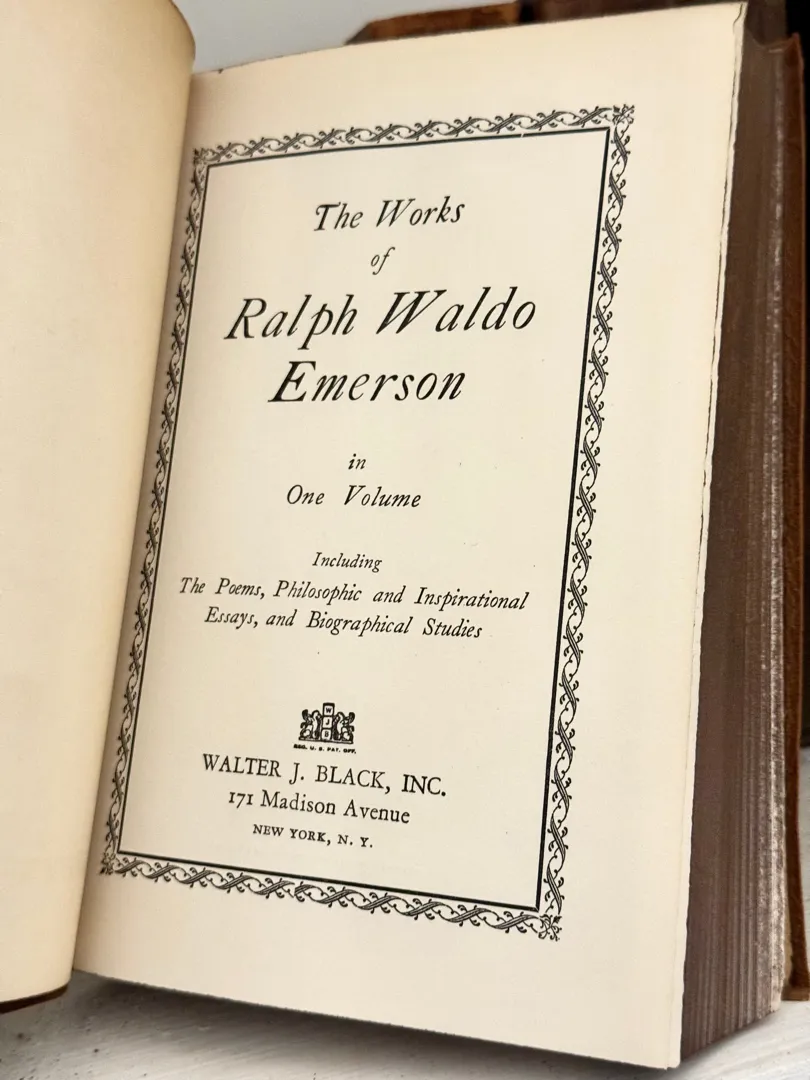 The Works
of
Ralph Waldo
Emerson
in
One Volume
Including
The Poems, Philosophic and Inspirational
Essays, and Biographical Studies
W
J
B
REG. U. S. PAT. OFF.
WALTER J. BLACK, INC.
171 Madison Avenue
NEW YORK, N. Y.